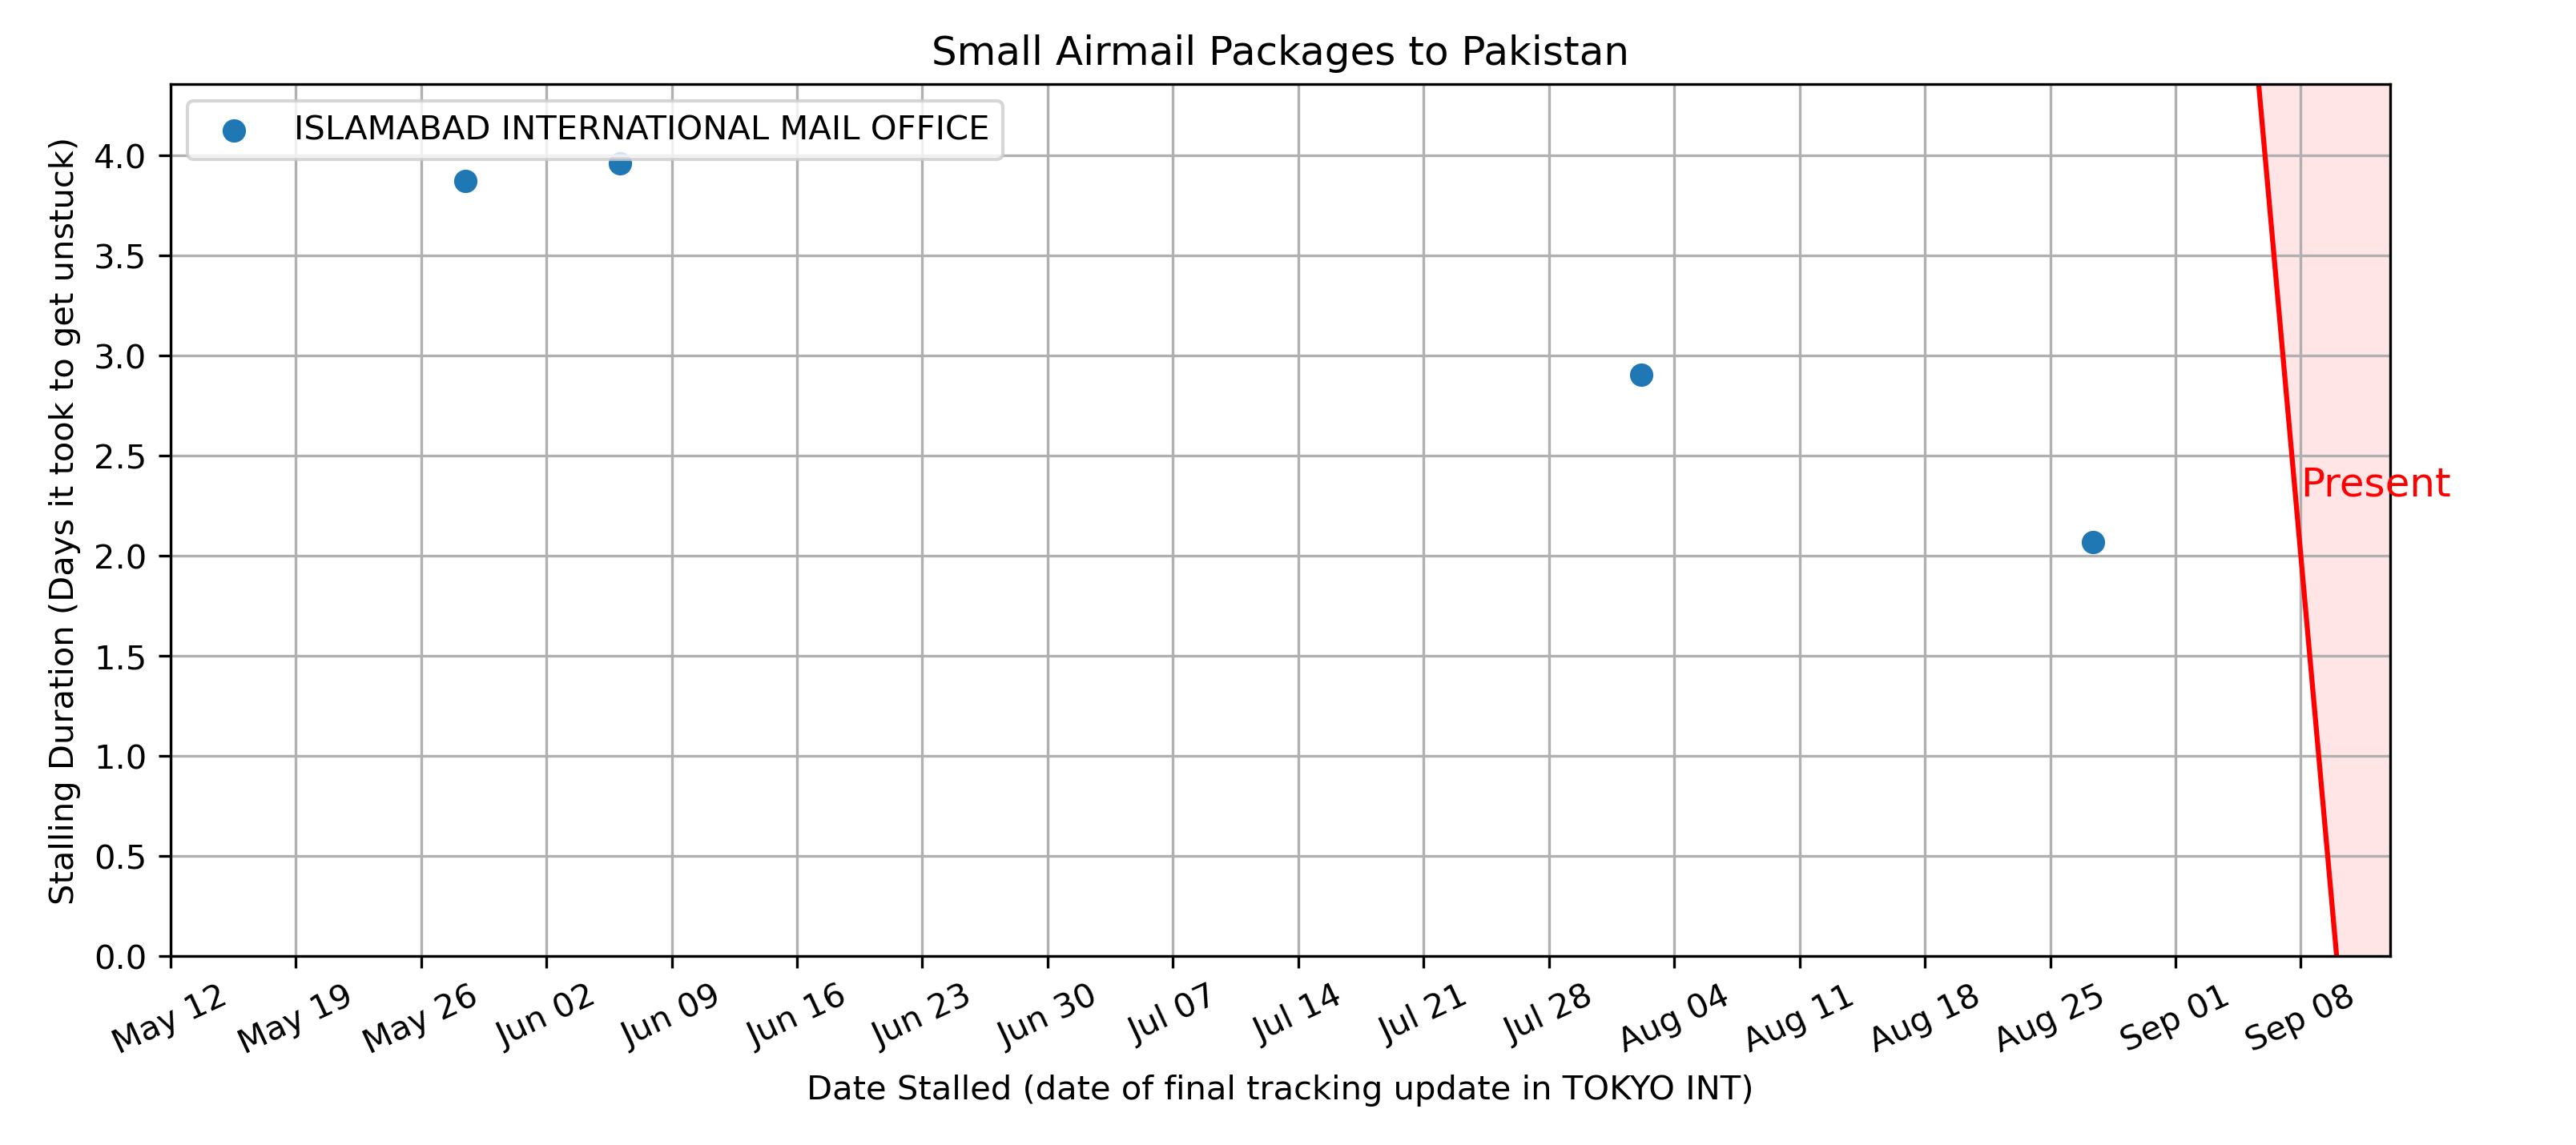 Small Airmail Packages to Pakistan
ISLAMABAD INTERNATIONAL MAIL OFFICE
Stalling Duration (Days it took to get unstuck)
4.0
3.5
3.0
2.5
2.0
1.5
1.0
0.5
0.0
Present
May 12
May 19
May 26
Jun 02
Jun 09
Jun 16
Jun 23
Jun 30
Jul 07
Jul 14
Jul 21
Jul 28
Aug 04
Aug 11
Aug 18
Aug 25
Sep 01
Sep 08
Date Stalled (date of final tracking update in TOKYO INT)